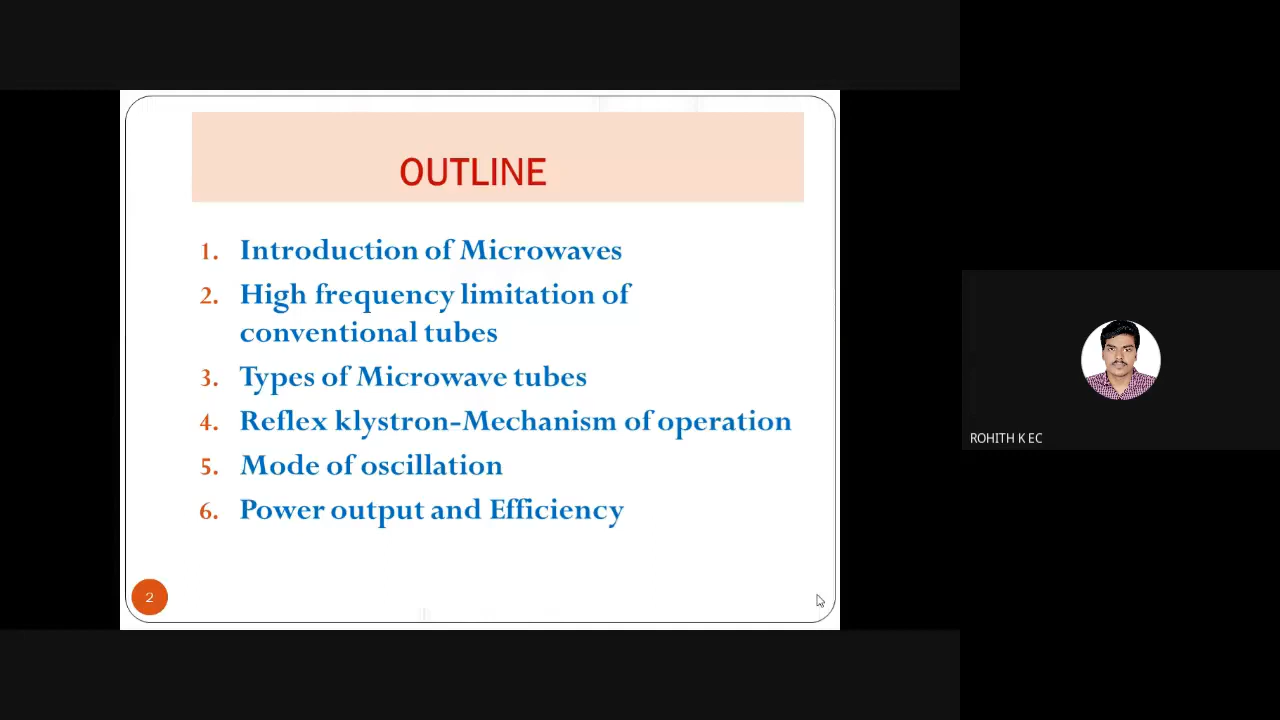 OUTLINE
1. Introduction of Microwaves
2. High frequency limitation of
conventional tubes
3. Types of Microwave tubes
4. Reflex klystron-Mechanism of operation
5. Mode of oscillation
6. Power output and Efficiency
2
ROHITH K EC